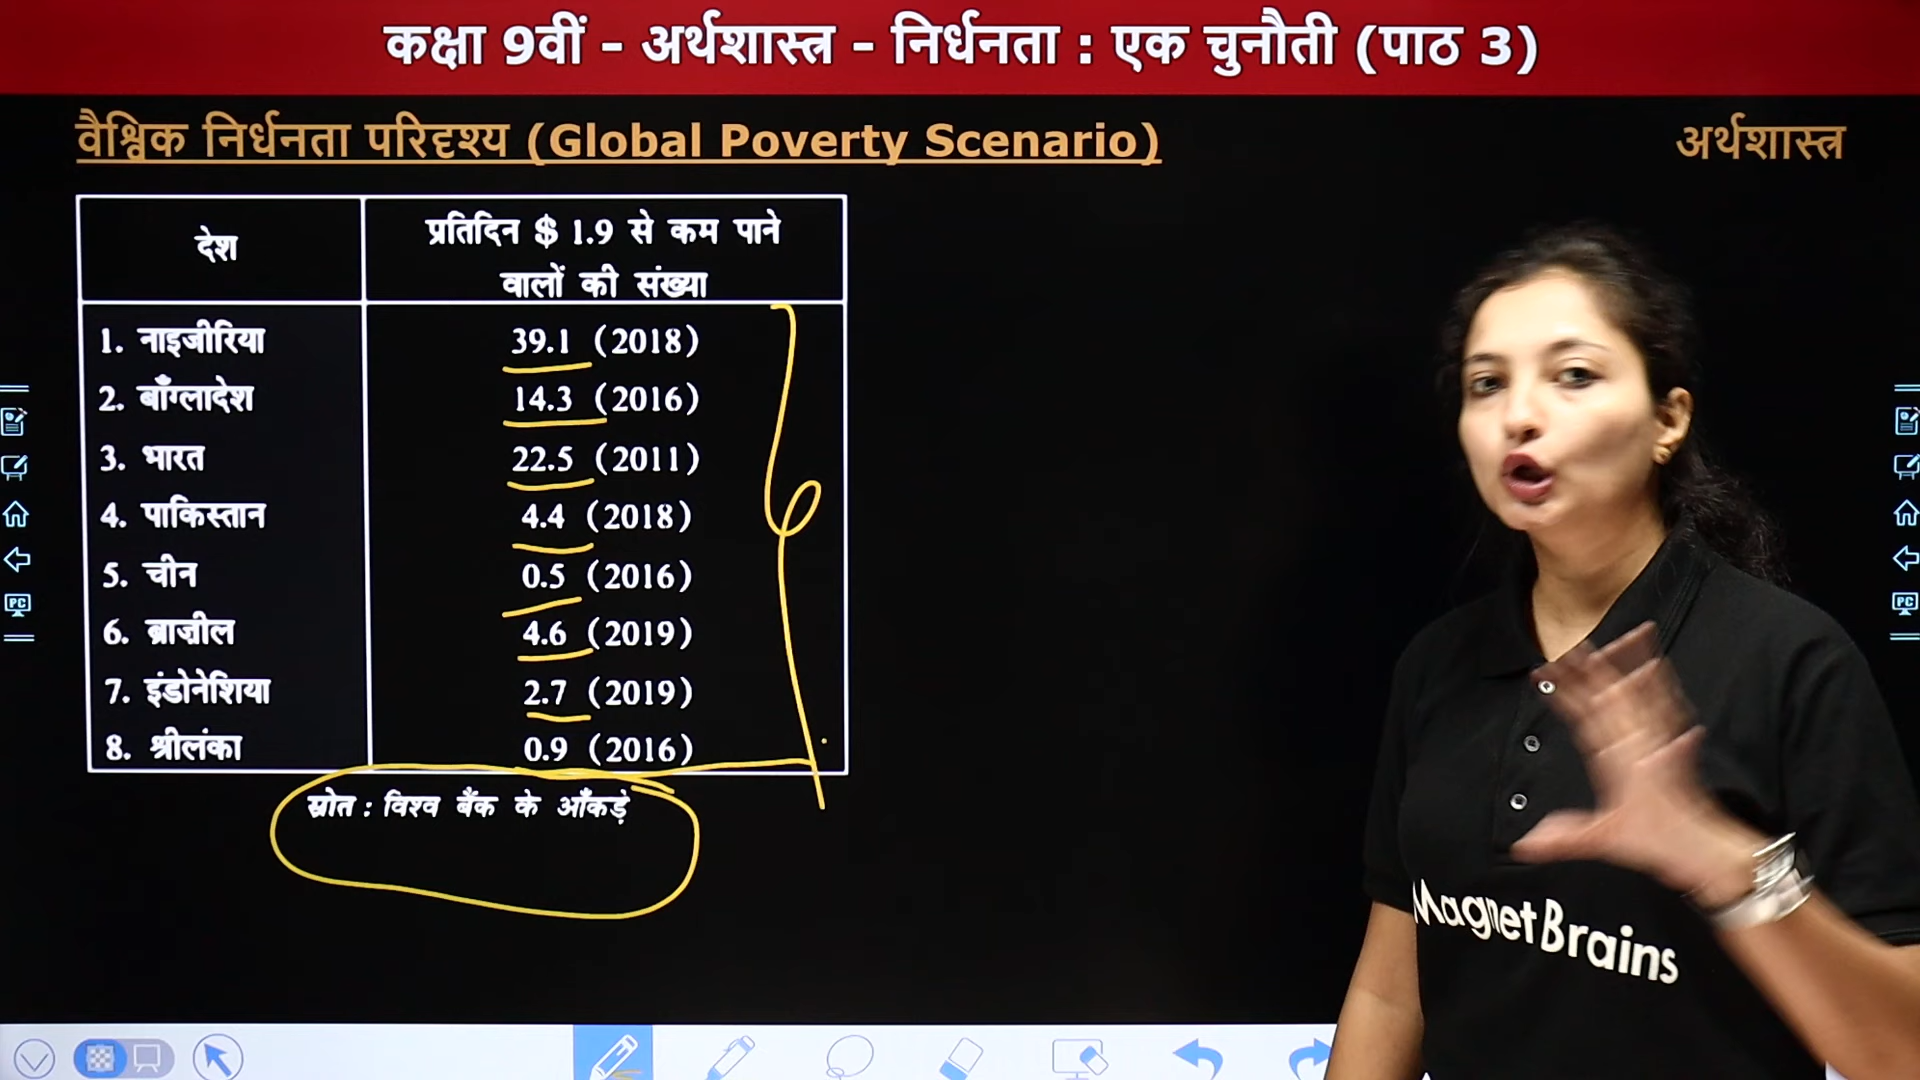 कक्षा 9वीं - अर्थशास्त्र - निर्धनता : एक चुनौती (पाठ 3)
वैश्विक निर्धनता परिदृश्य (Global Poverty Scenario)
अर्थशास्त्र
देश
प्रतिदिन $ 1.9 से कम पाने
वालों की संख्या
1. नाइजीरिया 39.1 (2018)
2. बाँग्लादेश 14.3 (2016)
3. भारत 22.5 (2011)
4. पाकिस्तान 4.4 (2018)
5. चीन 0.5 (2016)
6. ब्राज़ील 4.6 (2019)
7. इंडोनेशिया 2.7 (2019)
8. श्रीलंका 0.9 (2016)
स्रोत : विश्व बैंक के आँकड़े
PC
PC
MagnetBrains